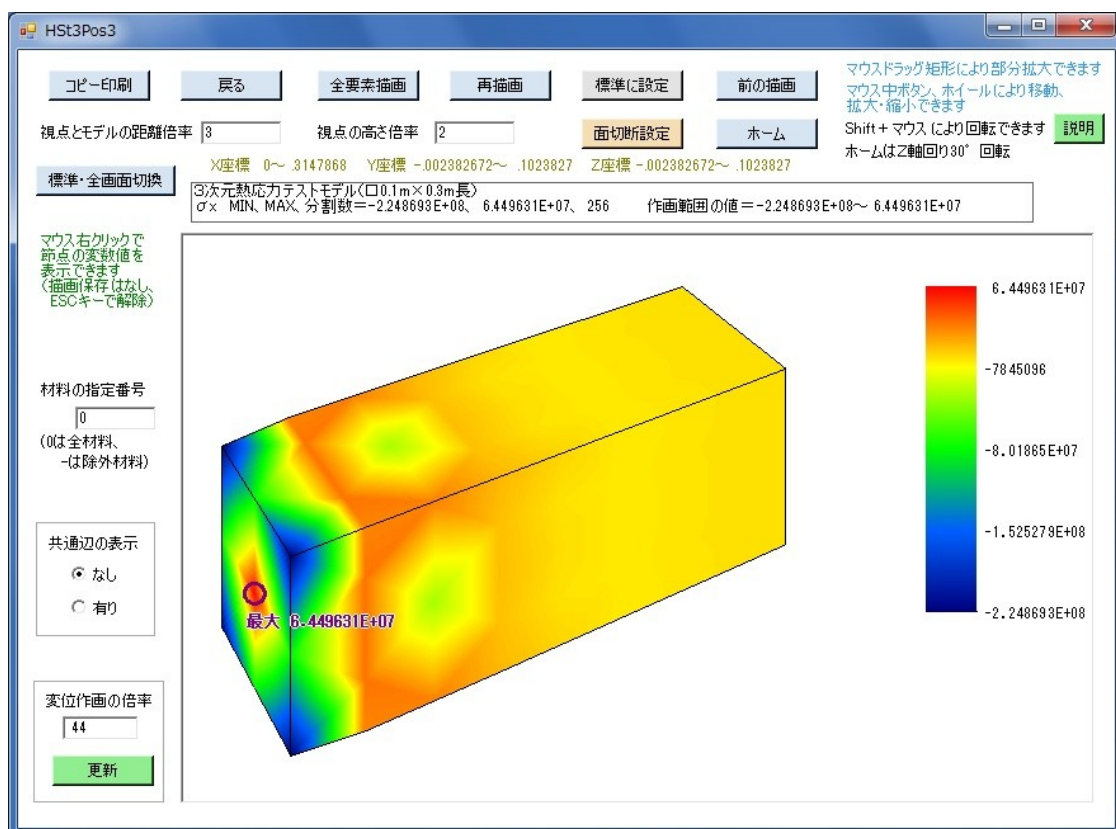 HSt3Pos3
コピー印刷
戻る
全要素描画
再描画
標準に設定
前の描画
マウスドラッグ矩形により部分拡大できます
マウス中ボタン、ホイールにより移動、
拡大・縮小できます
視点とモデルの距離倍率 3
視点の高さ倍率 2
面切断設定
ホーム
Shift+マウス により回転できます
説明
ホームはZ軸回り30° 回転
標準・全画面切換
X座標 0～ .3147868 Y座標 -.002382672～ .1023827 Z座標 -.002382672～ .1023827
3次元熱応力テストモデル(口0.1m×0.3m長)
σx MIN、MAX、分割数=-2.248693E+08、 6.449631E+07、 256 作画範囲の値=-2.248693E+08～ 6.449631E+07
マウス右クリックで
節点の変数値を
表示できます
(描画保存はなし、
ESCキーで解除)
6.449631E+07
-7845096
-8.01865E+07
-1.525279E+08
-2.248693E+08
材料の指定番号
0
(0は全材料、
-は除外材料)
共通辺の表示
なし
有り
最大 6.449631E+07
変位作画の倍率
44
更新